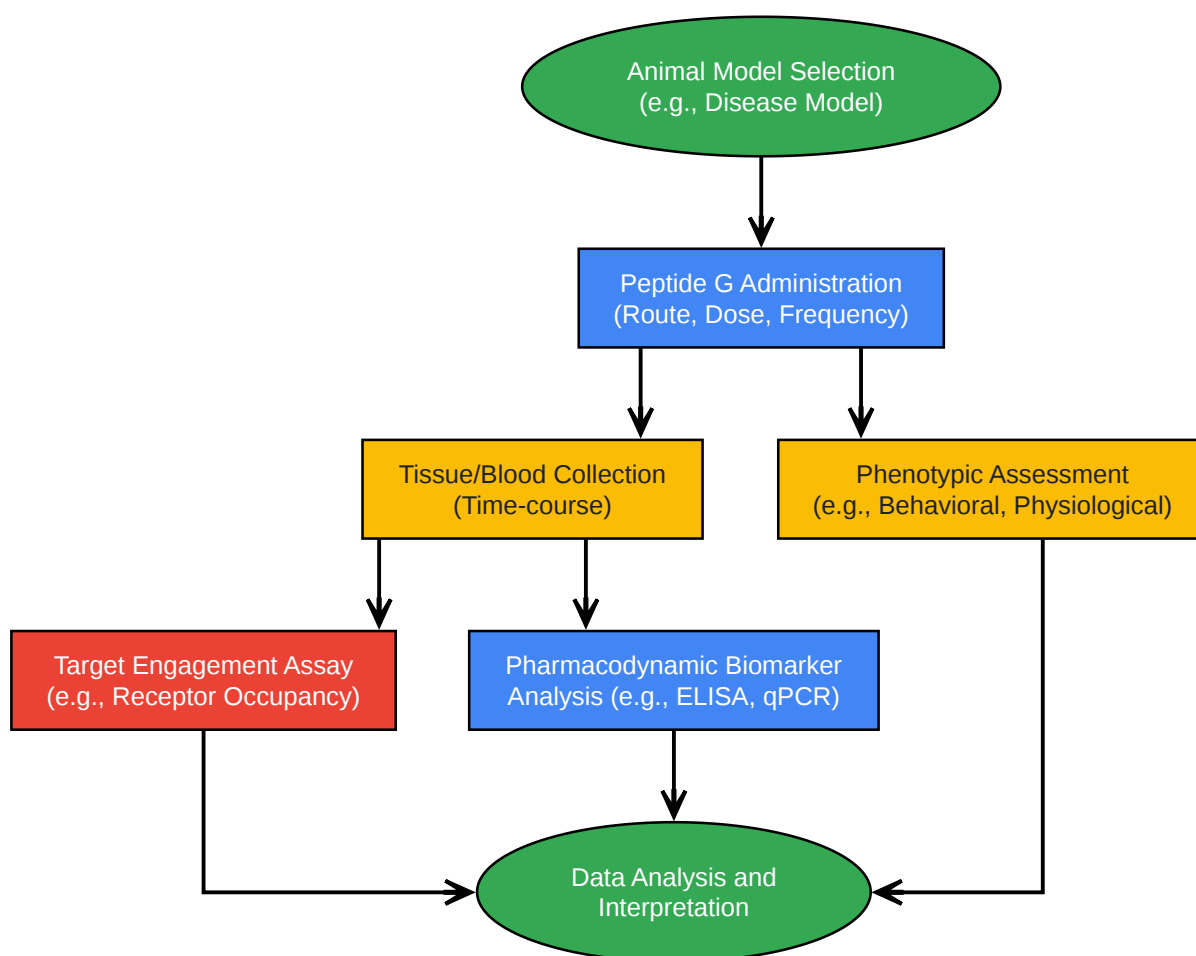 Animal Model Selection
(e.g., Disease Model)
Peptide G Administration
(Route, Dose, Frequency)
Tissue/Blood Collection
(Time-course)
Phenotypic Assessment
(e.g., Behavioral, Physiological)
Target Engagement Assay
(e.g., Receptor Occupancy)
Pharmacodynamic Biomarker
Analysis (e.g., ELISA, qPCR)
Data Analysis and
Interpretation